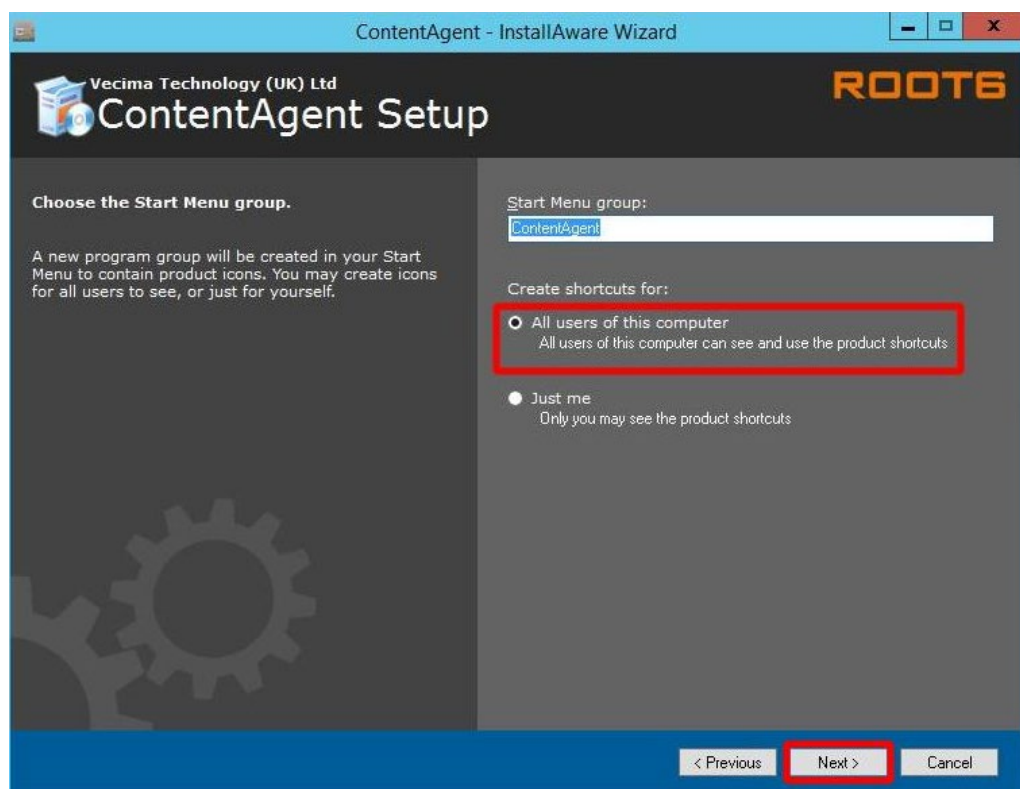 ContentAgent - InstallAware Wizard
Vecima Technology (UK) Ltd
ContentAgent Setup
ROOT6
Choose the Start Menu group.
A new program group will be created in your Start
Menu to contain product icons. You may create icons
for all users to see, or just for yourself.
Start Menu group:
ContentAgent
Create shortcuts for:
All users of this computer
All users of this computer can see and use the product shortcuts
Just me
Only you may see the product shortcuts
< Previous
Next >
Cancel